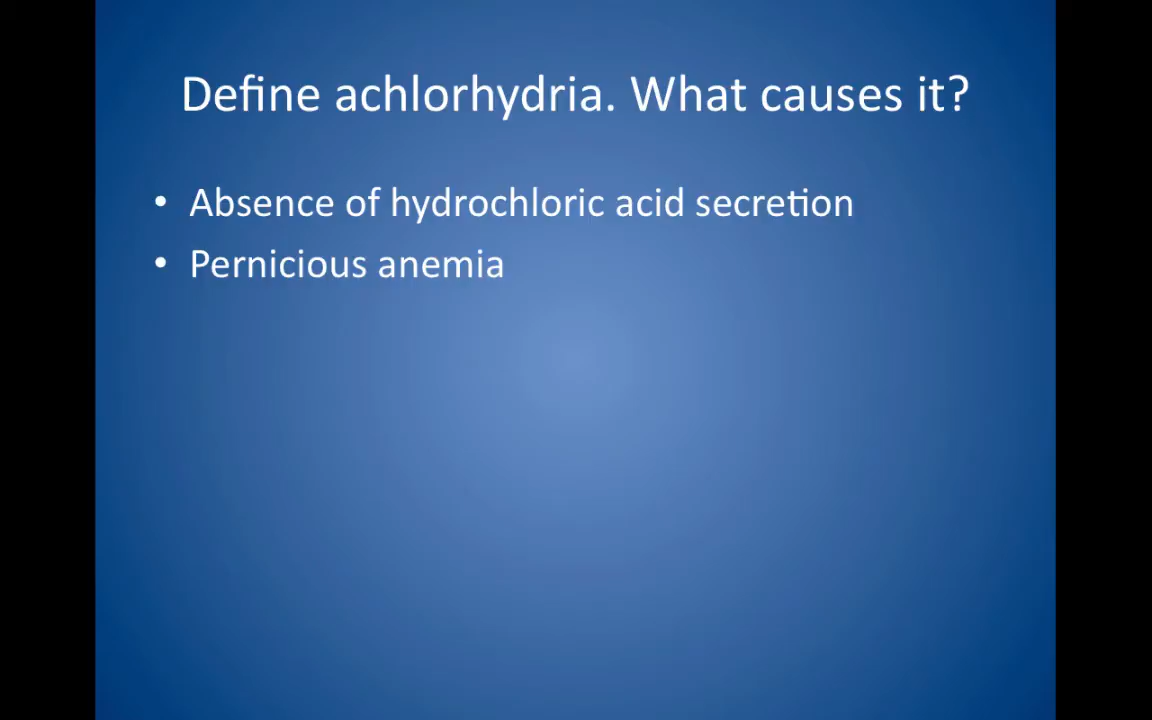 Define achlorhydria. What causes it?
• Absence of hydrochloric acid secretion
• Pernicious anemia